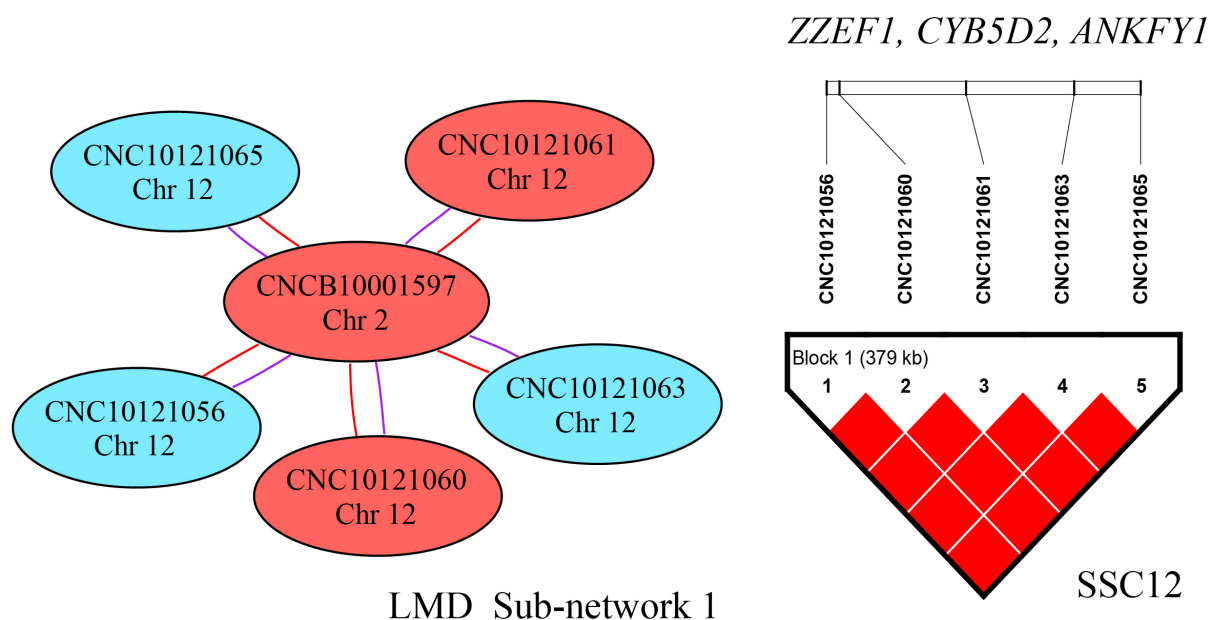 ZZEF1, CYB5D2, ANKFY1
CNC10121065
Chr 12
CNC10121061
Chr 12
CNCB10001597
Chr 2
CNC10121056
Chr 12
CNC10121063
Chr 12
CNC10121060
Chr 12
LMD Sub-network 1
CNC10121056
CNC10121060
CNC10121061
CNC10121063
CNC10121065
Block 1 (379 kb)
1 2 3 4 5
SSC12